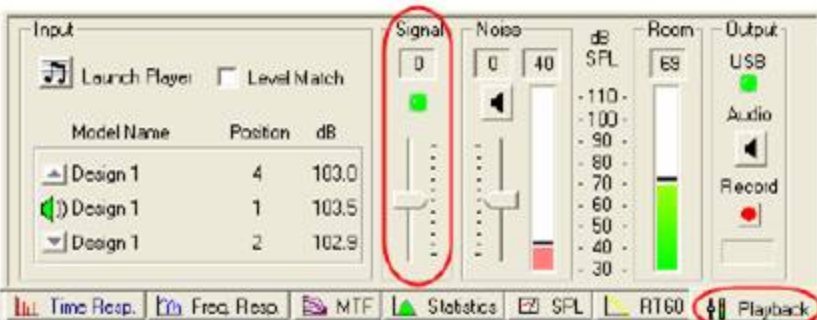 Input
Launch Player
Level Match
Model Name Position dB
Design 1 4 103.0
Design 1 1 103.5
Design 1 2 102.9
Signal
0
Noise
0 40
dB
SPL
110
100
90
80
70
60
50
40
30
Room
69
Output
USB
Audio
Record
Time Resp. Freq. Resp. MTF Statistics SPL RT60 Playback